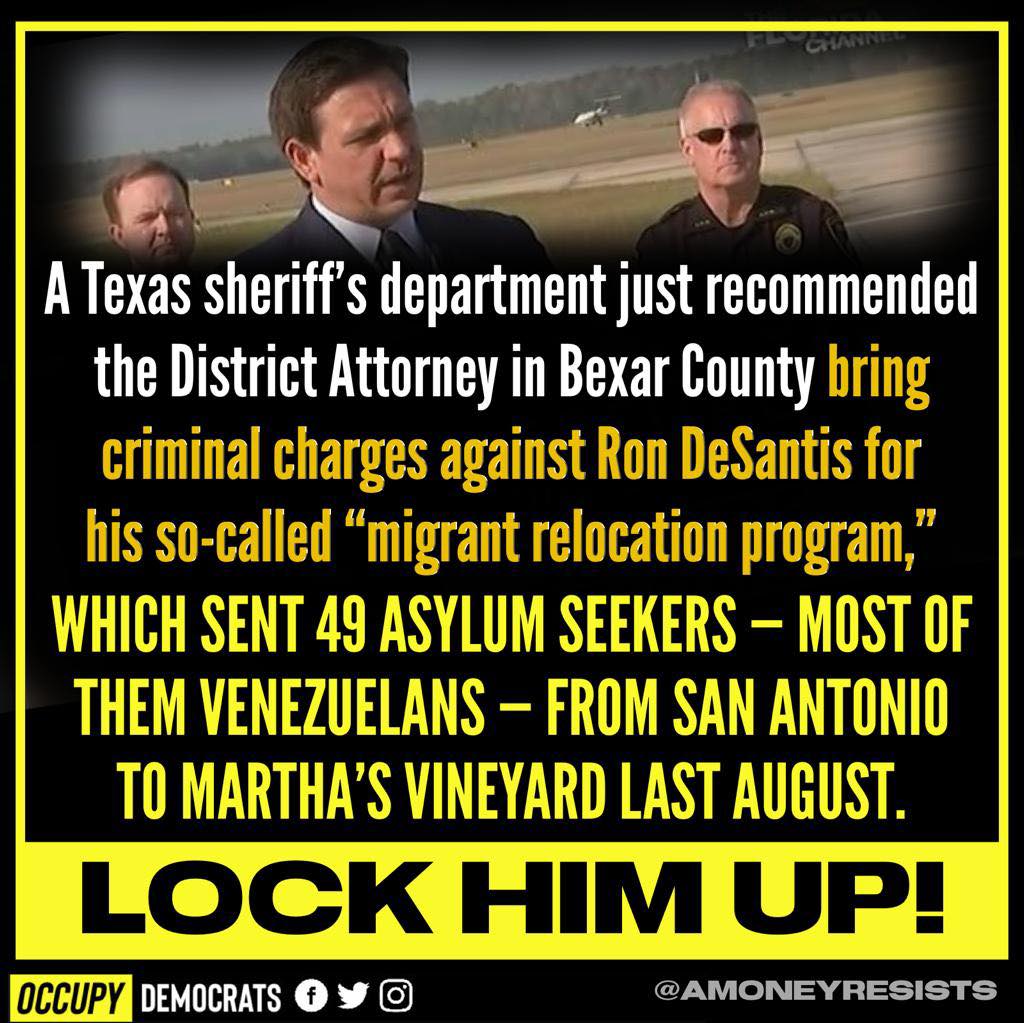 FLORIDA
CHANNEL
A Texas sheriff’s department just recommended
the District Attorney in Bexar County bring
criminal charges against Ron DeSantis for
his so-called “migrant relocation program,”
WHICH SENT 49 ASYLUM SEEKERS – MOST OF
THEM VENEZUELANS – FROM SAN ANTONIO
TO MARTHA’S VINEYARD LAST AUGUST.
LOCK HIM UP!
OCCUPY DEMOCRATS
@AMONEYRESISTS